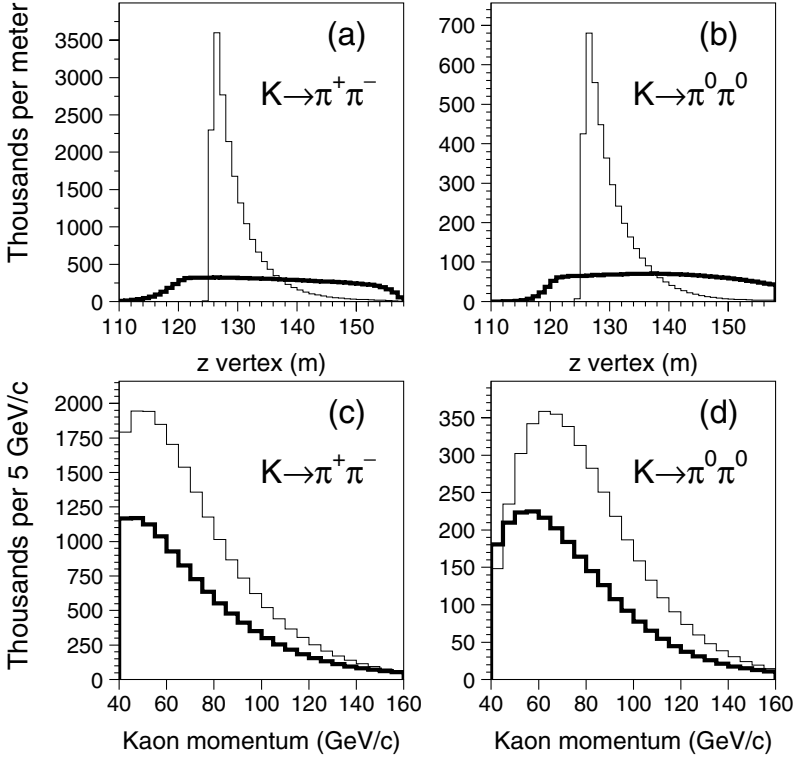 Thousands per meter
3500
3000
2500
2000
1500
1000
500
0
(a)
K→π⁺π⁻
110 120 130 140 150
z vertex (m)
700
600
500
400
300
200
100
0
(b)
K→π⁰π⁰
110 120 130 140 150
z vertex (m)
Thousands per 5 GeV/c
2000
1750
1500
1250
1000
750
500
250
0
(c)
K→π⁺π⁻
40 60 80 100 120 140 160
Kaon momentum (GeV/c)
350
300
250
200
150
100
50
0
(d)
K→π⁰π⁰
40 60 80 100 120 140 160
Kaon momentum (GeV/c)